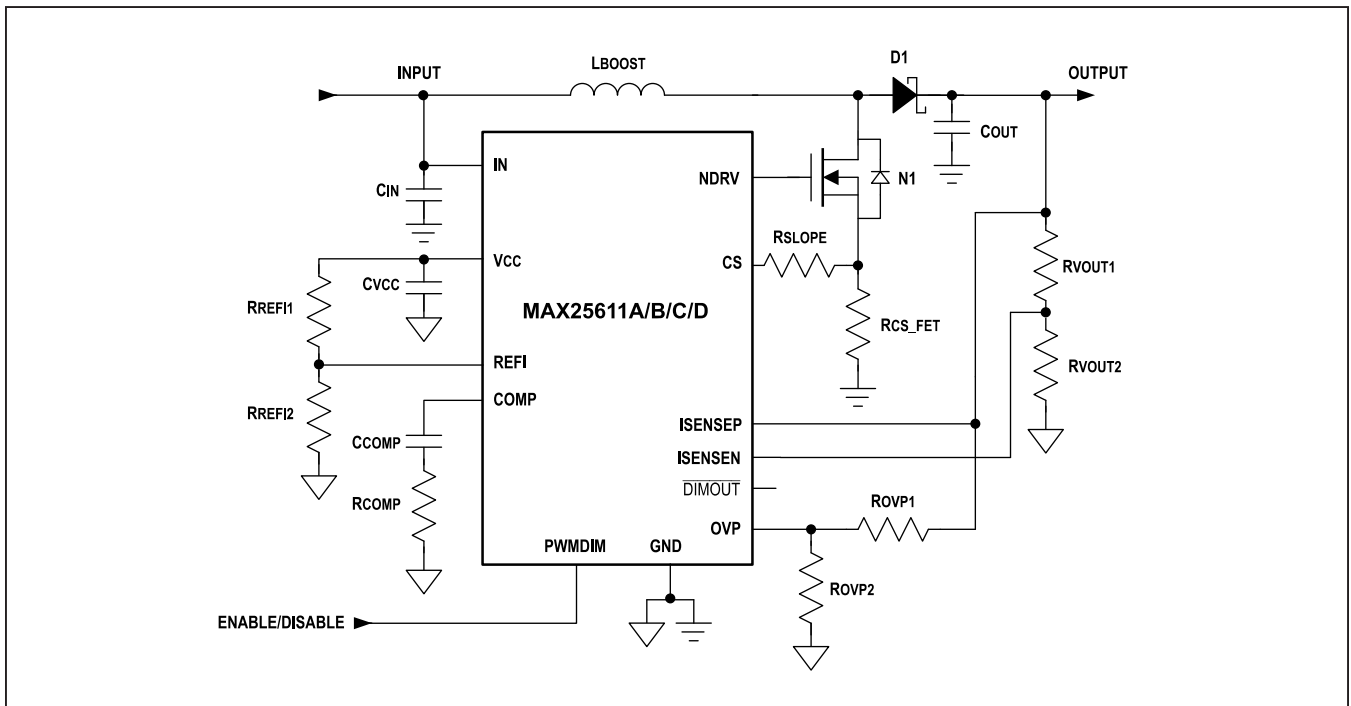 INPUT
LBOOST
D1
OUTPUT
COUT
IN
NDRV
N1
CIN
RSLOPE
CS
VCC
CVCC
RREFI1
MAX25611A/B/C/D
RCS_FET
RVOUT1
REFI
RVOUT2
RREFI2
COMP
CCOMP
ISENSEP
ISENSEN
RCOMP
DIMOUT
ROVP1
OVP
PWMDIM
GND
ROVP2
ENABLE/DISABLE